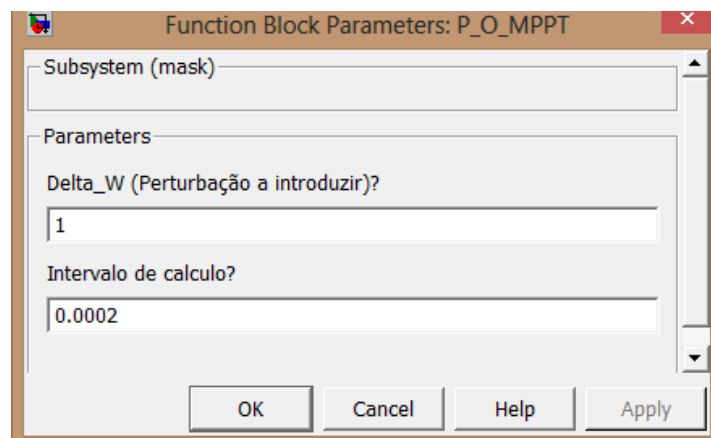 Function Block Parameters: P_O_MPPT
Subsystem (mask)
Parameters
Delta_W (Perturbação a introduzir)?
1
Intervalo de calculo?
0.0002
OK Cancel Help Apply